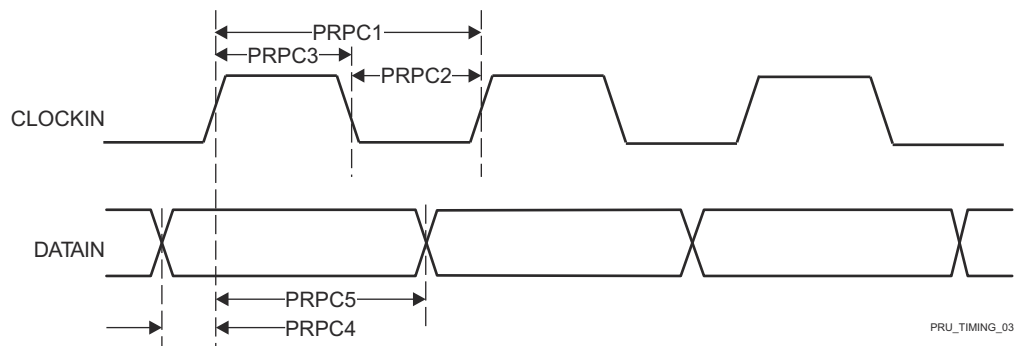 PRPC1
PRPC3
PRPC2
CLOCKIN
DATAIN
PRPC5
PRPC4
PRU_TIMING_03